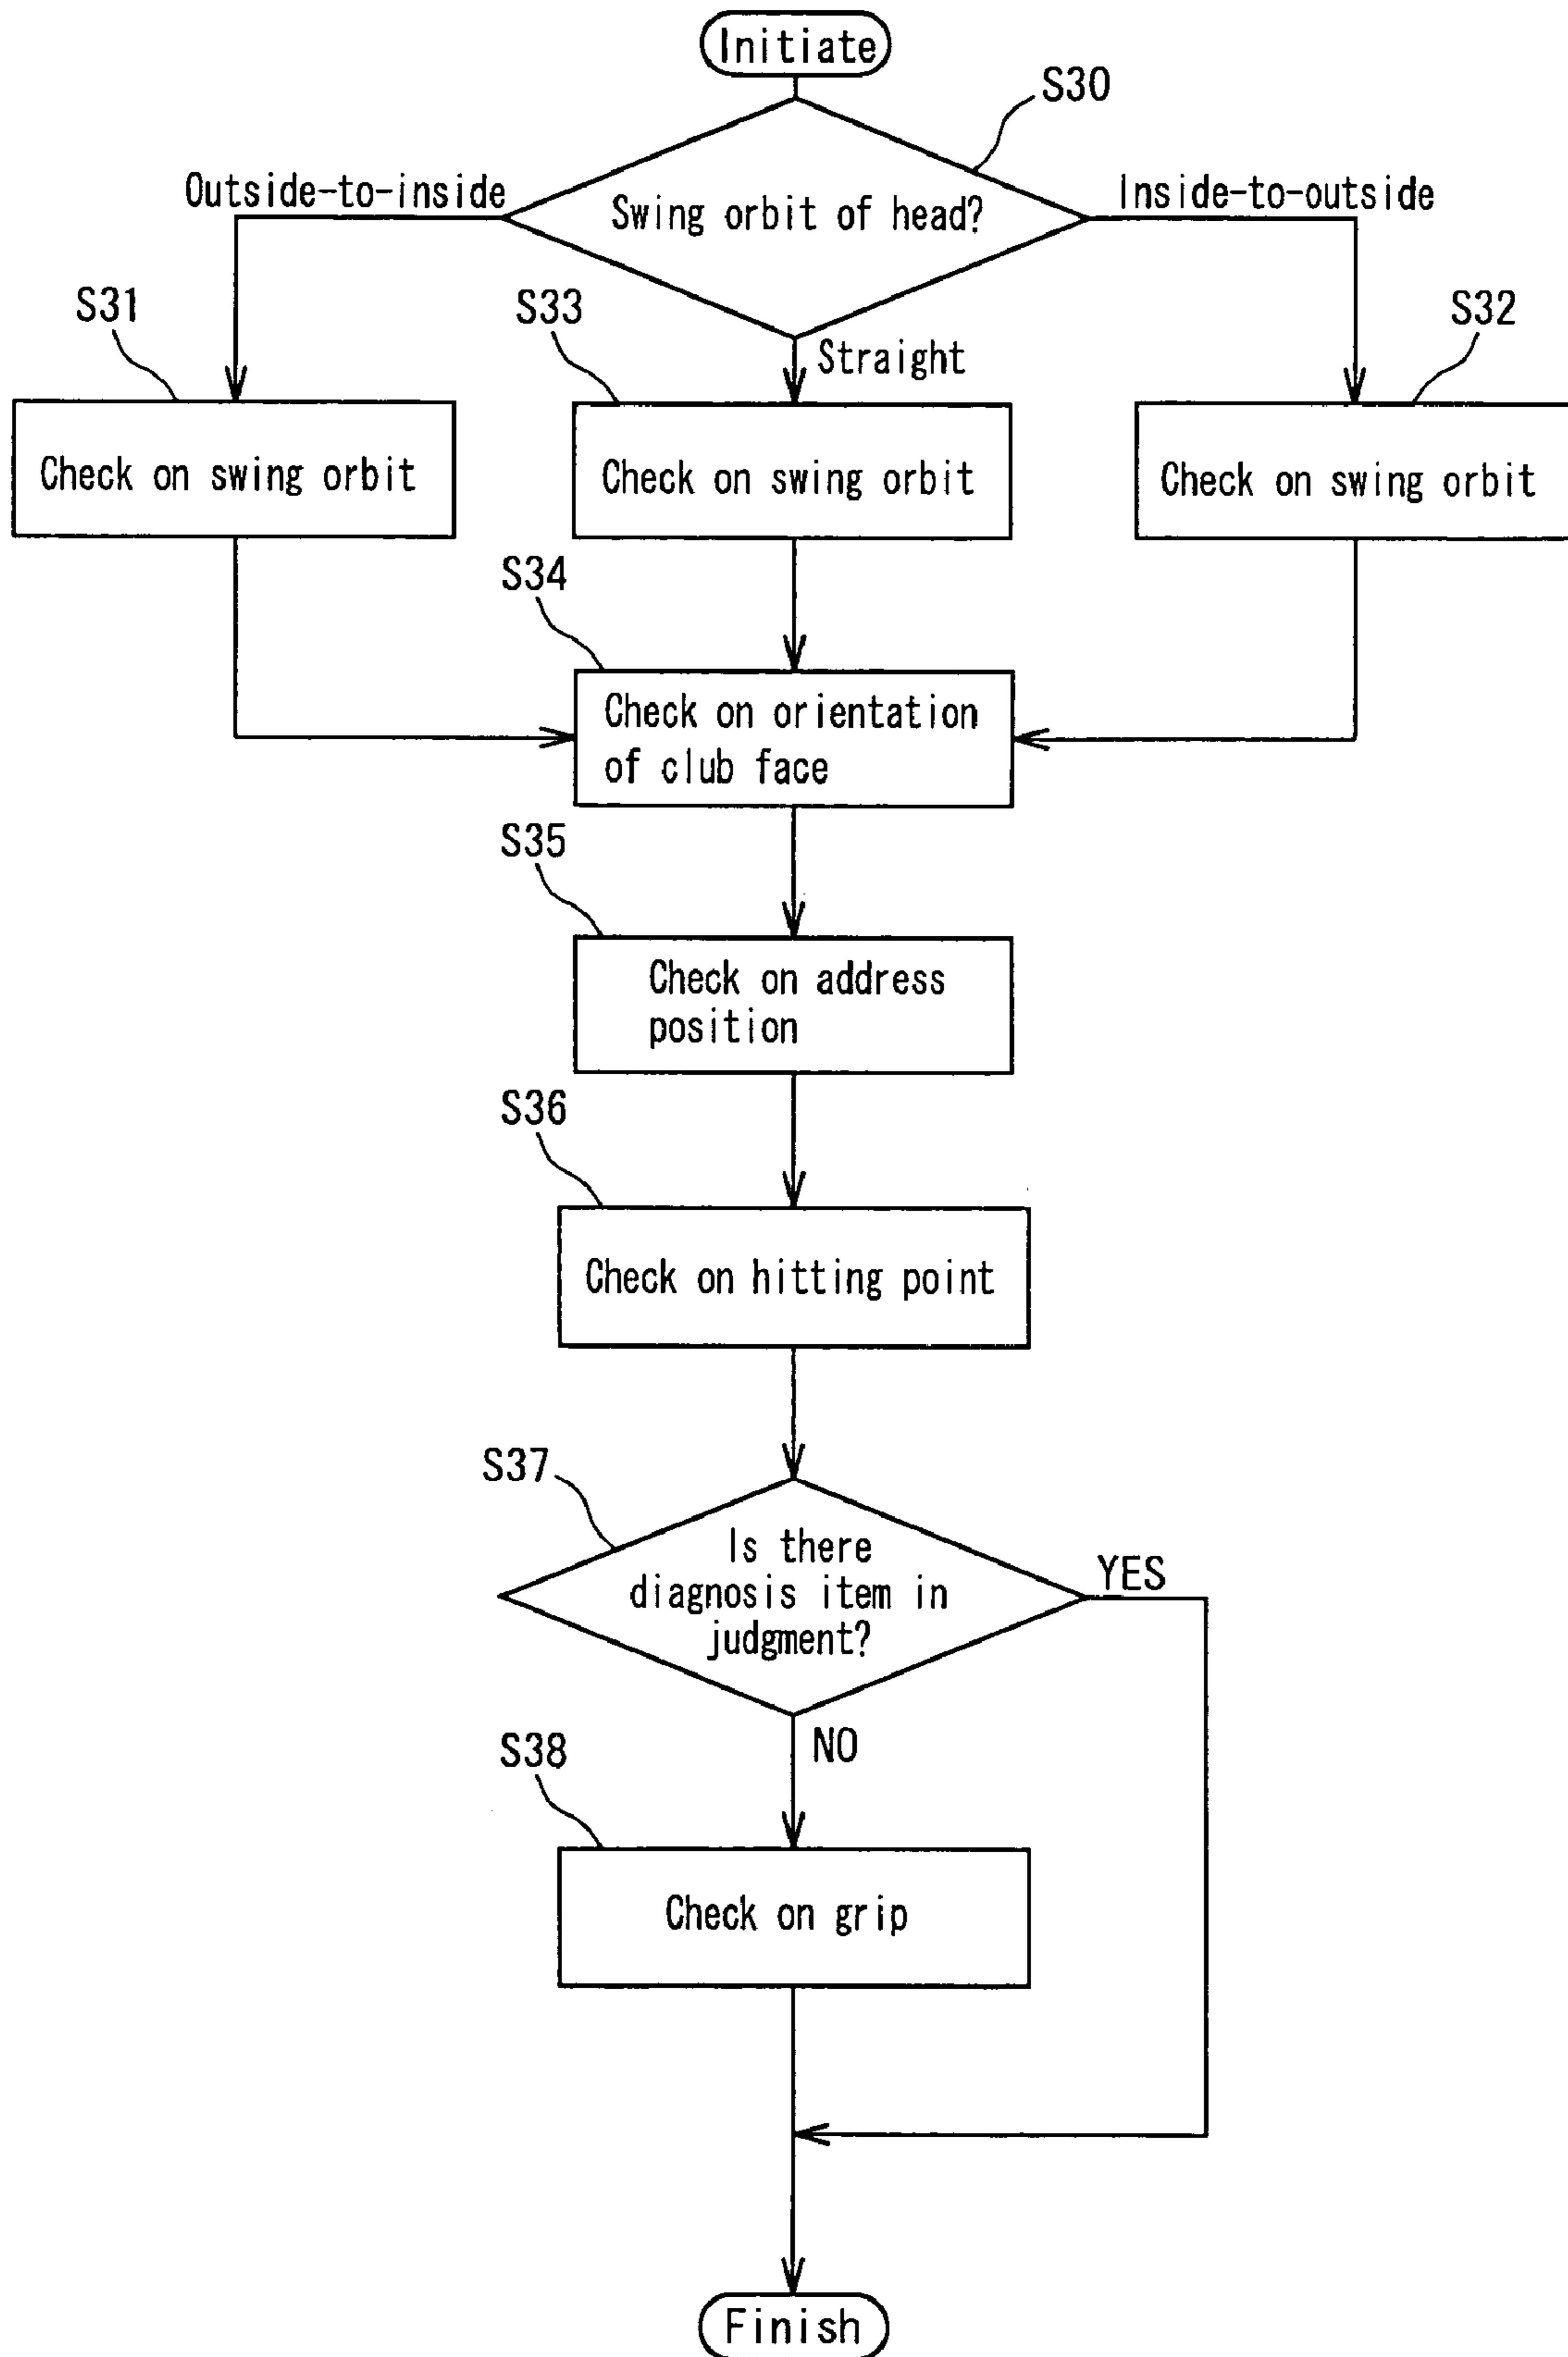 Initiate
S30
Outside-to-inside
Swing orbit of head?
Inside-to-outside
S31
S33
S32
Straight
Check on swing orbit
Check on swing orbit
Check on swing orbit
S34
Check on orientation
of club face
S35
Check on address
position
S36
Check on hitting point
S37
Is there
diagnosis item in
judgment?
YES
NO
S38
Check on grip
Finish